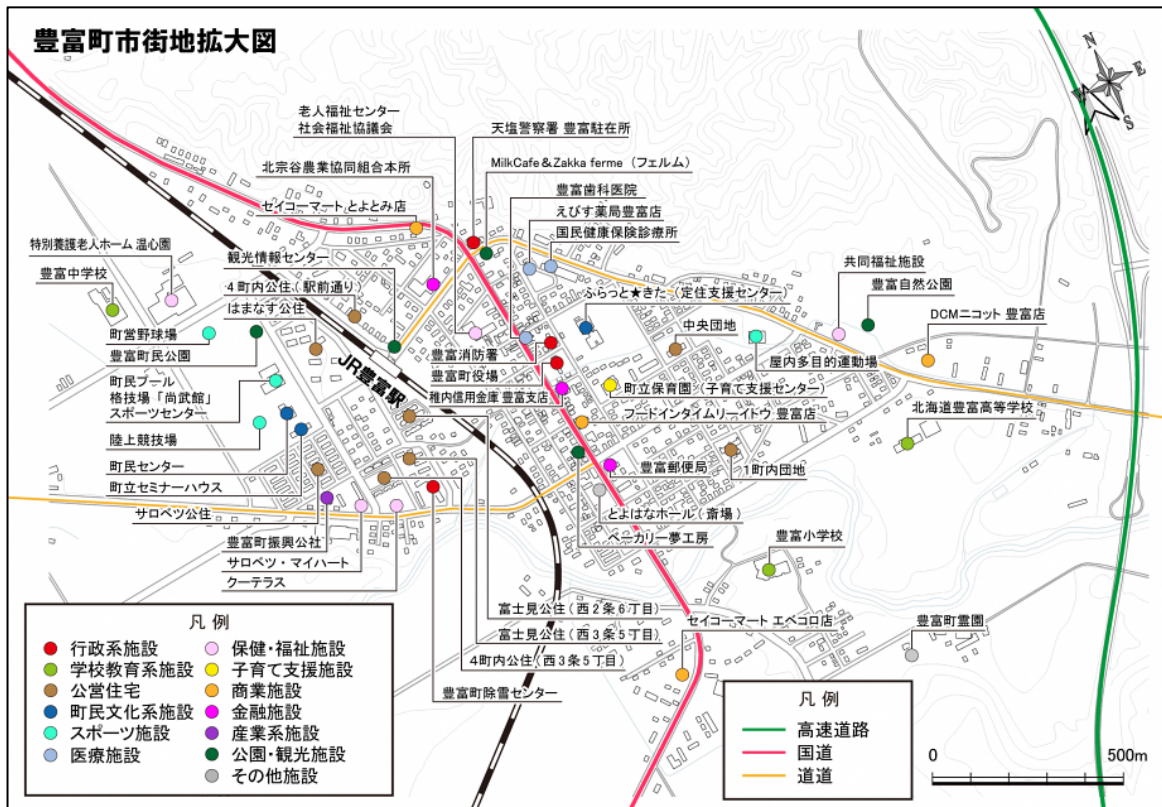 豊富町市街地拡大図
N
E
S
老人福祉センター
社会福祉協議会
天塩警察署 豊富駐在所
MilkCafe＆Zakka ferme （フェルム）
北宗谷農業協同組合本所
豊富歯科医院
えびす薬局豊富店
国民健康保険診療所
セイコーマート とよとみ店
特別養護老人ホーム 温心園
豊富中学校
観光情報センター
4町内公住（駅前通り）
はまなす公住
ふらっと★きた（定住支援センター）
共同福祉施設
豊富自然公園
DCMニコット 豊富店
中央団地
町営野球場
豊富町民公園
JR豊富駅
豊富消防署
豊富町役場
屋内多目的運動場
町民プール
格技場「尚武館」
スポーツセンター
稚内信用金庫 豊富支店
町立保育園（子育て支援センター）
フードインタイムリーイトウ 豊富店
北海道豊富高等学校
陸上競技場
町民センター
町立セミナーハウス
豊富郵便局
1町内団地
サロベツ公住
とよはなホール（斎場）
豊富町振興公社
ベーカリー夢工房
豊富小学校
サロベツ・マイハート
クーテラス
富士見公住（西2条6丁目）
富士見公住（西3条5丁目）
4町内公住（西3条5丁目）
豊富町除雪センター
セイコーマート エベコロ店
豊富町霊園
凡 例
行政系施設
学校教育系施設
公営住宅
町民文化系施設
スポーツ施設
医療施設
保健・福祉施設
子育て支援施設
商業施設
金融施設
産業系施設
公園・観光施設
その他施設
凡 例
高速道路
国道
道道
0
500m